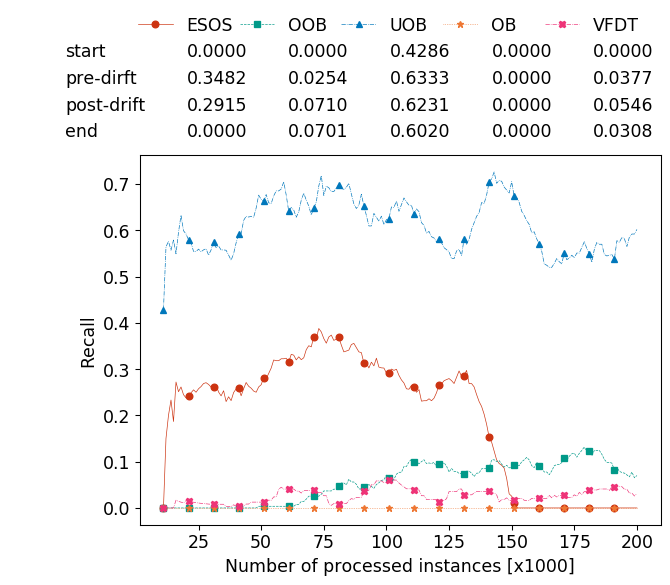 ESOS OOB UOB OB VFDT
start 0.0000 0.0000 0.4286 0.0000 0.0000
pre-dirft 0.3482 0.0254 0.6333 0.0000 0.0377
post-drift 0.2915 0.0710 0.6231 0.0000 0.0546
end 0.0000 0.0701 0.6020 0.0000 0.0308
0.7
0.6
0.5
0.4
0.3
0.2
0.1
0.0
Recall
25 50 75 100 125 150 175 200
Number of processed instances [x1000]